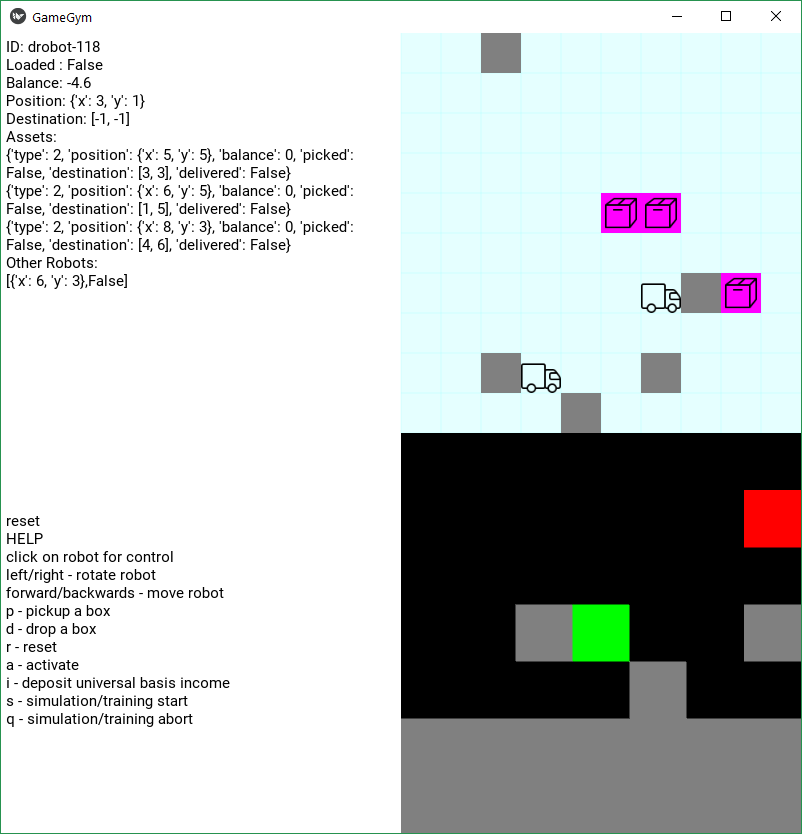 GameGym
ID: drobot-118
Loaded : False
Balance: -4.6
Position: {'x': 3, 'y': 1}
Destination: [-1, -1]
Assets:
{'type': 2, 'position': {'x': 5, 'y': 5}, 'balance': 0, 'picked':
False, 'destination': [3, 3], 'delivered': False}
{'type': 2, 'position': {'x': 6, 'y': 5}, 'balance': 0, 'picked':
False, 'destination': [1, 5], 'delivered': False}
{'type': 2, 'position': {'x': 8, 'y': 3}, 'balance': 0, 'picked':
False, 'destination': [4, 6], 'delivered': False}
Other Robots:
[{'x': 6, 'y': 3},False]
reset
HELP
click on robot for control
left/right - rotate robot
forward/backwards - move robot
p - pickup a box
d - drop a box
r - reset
a - activate
i - deposit universal basis income
s - simulation/training start
q - simulation/training abort